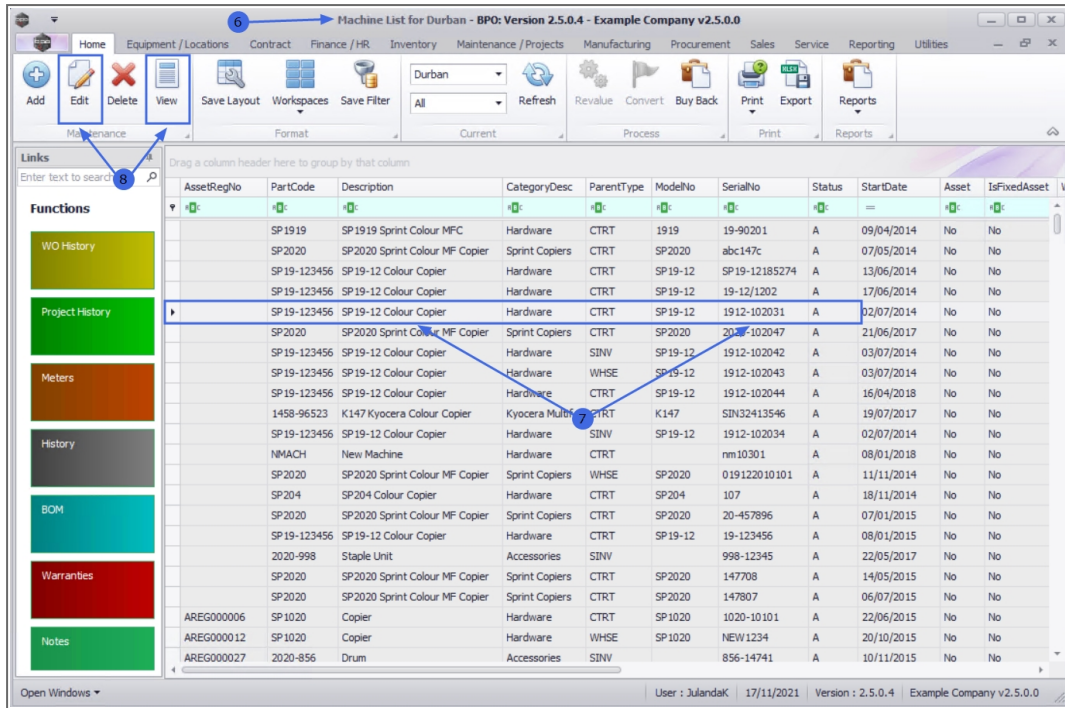 6
Machine List for Durban - BPO: Version 2.5.0.4 - Example Company v2.5.0.0
Home Equipment / Locations Contract Finance / HR Inventory Maintenance / Projects Manufacturing Procurement Sales Service Reporting Utilities
Add Edit Delete View Save Layout Workspaces Save Filter Durban All Refresh Revalue Convert Buy Back Print Export Reports
Maintenance Format Current Process Print Reports
8
Links
Enter text to search
Drag a column header here to group by that column
Functions
AssetRegNo PartCode Description CategoryDesc ParentType ModelNo SerialNo Status StartDate Asset IsFixedAsset
SP1919 SP1919 Sprint Colour MFC Hardware CTRT 1919 19-90201 A 09/04/2014 No No
SP2020 SP2020 Sprint Colour MF Copier Sprint Copiers CTRT SP2020 abc147c A 07/05/2014 No No
SP19-123456 SP19-12 Colour Copier Hardware CTRT SP19-12 SP19-12185274 A 13/06/2014 No No
SP19-123456 SP19-12 Colour Copier Hardware CTRT SP19-12 19-12/1202 A 17/06/2014 No No
SP19-123456 SP19-12 Colour Copier Hardware CTRT SP19-12 1912-102031 A 02/07/2014 No No
SP2020 SP2020 Sprint Colour MF Copier Sprint Copiers CTRT SP2020 2020-102047 A 21/06/2017 No No
SP19-123456 SP19-12 Colour Copier Hardware SINV SP19-12 1912-102042 A 03/07/2014 No No
SP19-123456 SP19-12 Colour Copier Hardware WHSE SP19-12 1912-102043 A 03/07/2014 No No
SP19-123456 SP19-12 Colour Copier Hardware CTRT SP19-12 1912-102044 A 16/04/2018 No No
1458-96523 K147 Kyocera Colour Copier Kyocera Multif CTRT K147 SIN32413546 A 19/07/2017 No No
7
SP19-123456 SP19-12 Colour Copier Hardware SINV SP19-12 1912-102034 A 02/07/2014 No No
NMACH New Machine Hardware CTRT nm10301 A 08/01/2018 No No
SP2020 SP2020 Sprint Colour MF Copier Sprint Copiers WHSE SP2020 019122010101 A 11/11/2014 No No
SP204 SP204 Colour Copier Hardware CTRT SP204 107 A 18/11/2014 No No
SP2020 SP2020 Sprint Colour MF Copier Sprint Copiers CTRT SP2020 20-457896 A 07/01/2015 No No
SP19-123456 SP19-12 Colour Copier Hardware CTRT SP19-12 19-123456 A 08/01/2015 No No
2020-998 Staple Unit Accessories SINV 998-12345 A 22/05/2017 No No
SP2020 SP2020 Sprint Colour MF Copier Sprint Copiers CTRT SP2020 147708 A 14/05/2015 No No
SP2020 SP2020 Sprint Colour MF Copier Sprint Copiers CTRT SP2020 147807 A 06/07/2015 No No
AREG000006 SP1020 Copier Hardware CTRT SP1020 1020-10101 A 22/06/2015 No No
AREG000012 SP1020 Copier Hardware WHSE SP1020 NEW1234 A 20/10/2015 No No
AREG000027 2020-856 Drum Accessories SINV 856-14741 A 10/11/2015 No No
WO History
Project History
Meters
History
BOM
Warranties
Notes
Open Windows User : JulandaK 17/11/2021 Version : 2.5.0.4 Example Company v2.5.0.0